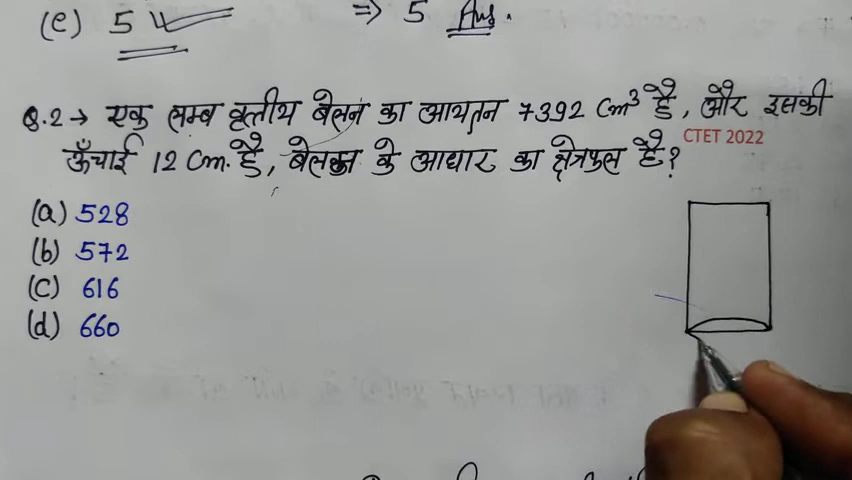 (e) 5 ⇒ 5 Ans.
Q.2→ एक लम्ब वृत्तीय बेलन का आयतन 7392 Cm³ है, और इसकी
ऊँचाई 12 Cm. है, बेलन के आधार का क्षेत्रफल है?
CTET 2022
(a) 528
(b) 572
(c) 616
(d) 660